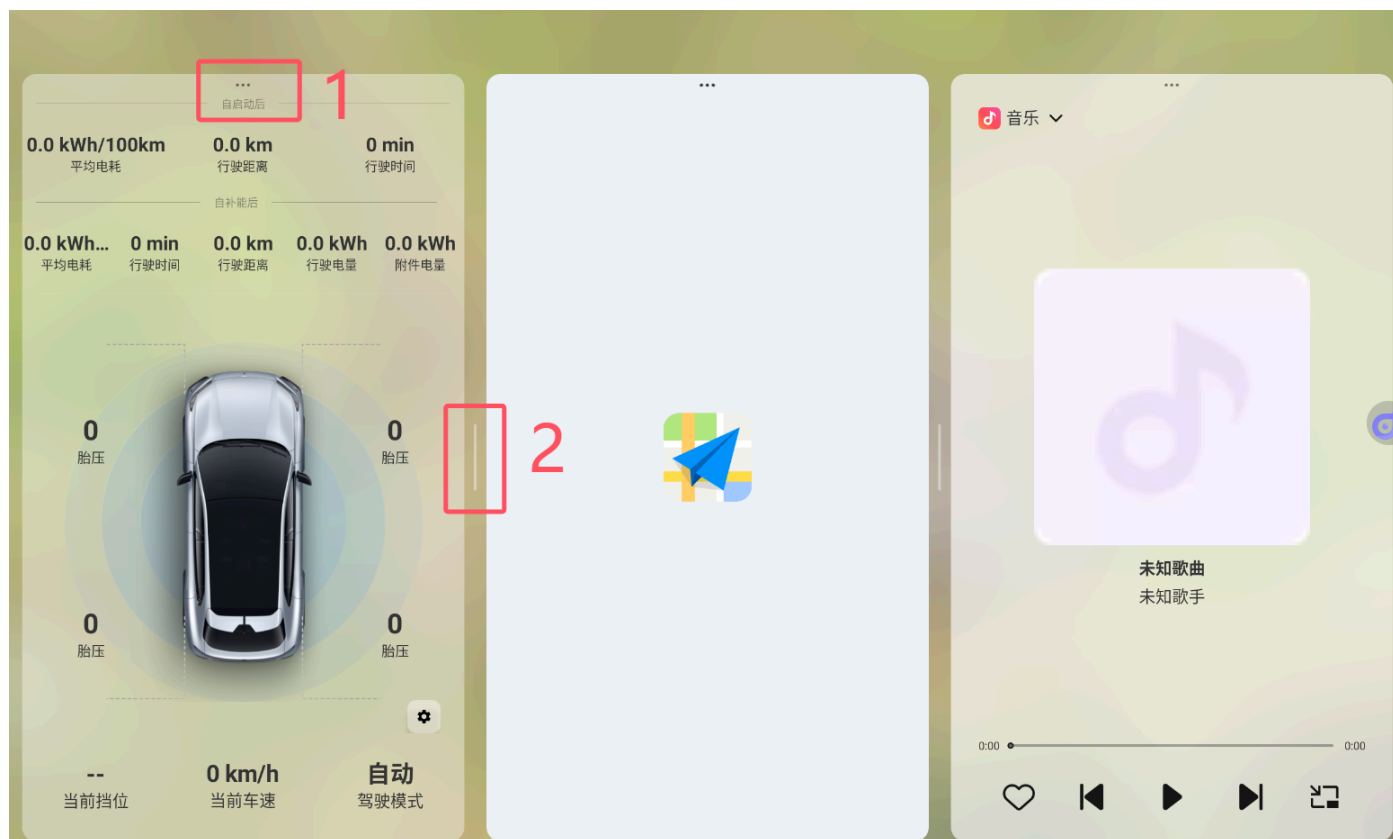 1
自启动后
0.0 kWh/100km
平均电耗
0.0 km
行驶距离
0 min
行驶时间
自补能后
0.0 kWh...
平均电耗
0 min
行驶时间
0.0 km
行驶距离
0.0 kWh
行驶电量
0.0 kWh
附件电量
0
胎压
0
胎压
0
胎压
0
胎压
--
当前挡位
0 km/h
当前车速
自动
驾驶模式
2
音乐
未知歌曲
未知歌手
0:00
0:00